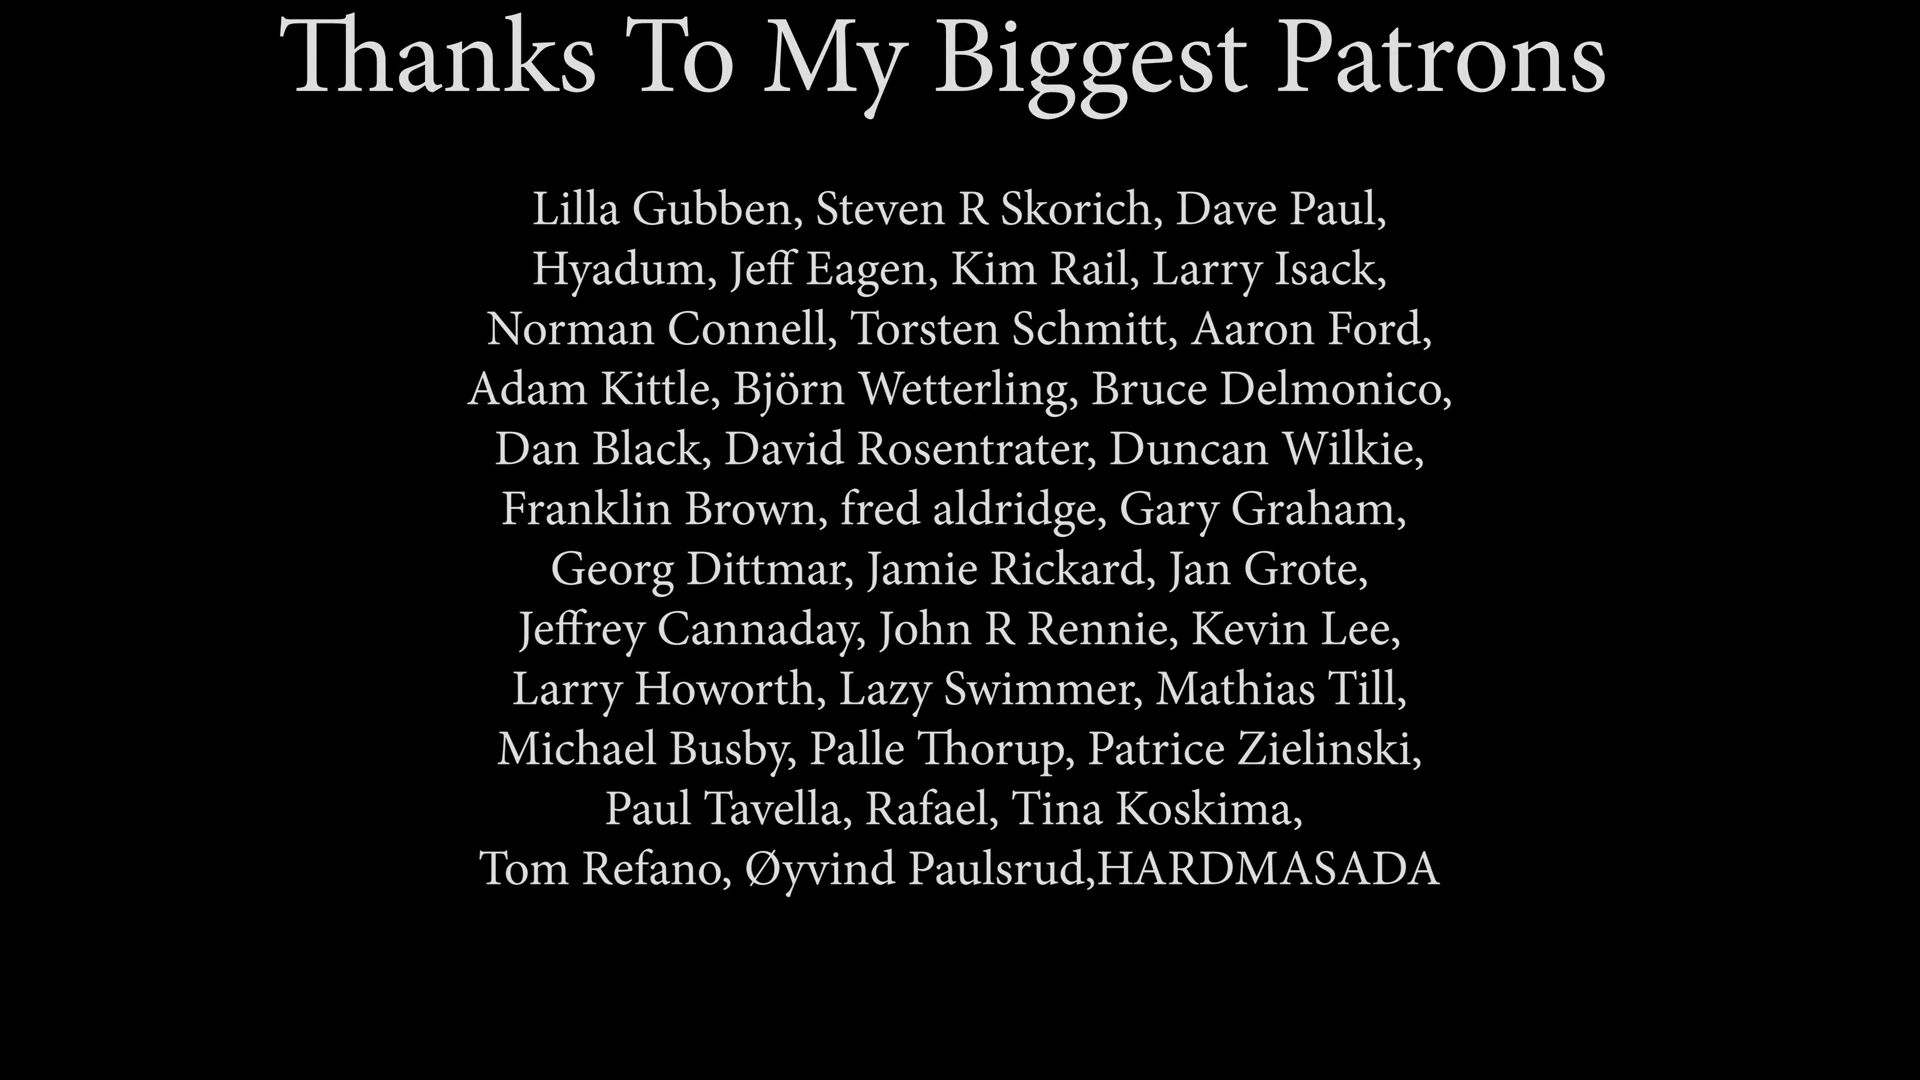 Thanks To My Biggest Patrons
Lilla Gubben, Steven R Skorich, Dave Paul,
Hyadum, Jeff Eagen, Kim Rail, Larry Isack,
Norman Connell, Torsten Schmitt, Aaron Ford,
Adam Kittle, Björn Wetterling, Bruce Delmonico,
Dan Black, David Rosentrater, Duncan Wilkie,
Franklin Brown, fred aldridge, Gary Graham,
Georg Dittmar, Jamie Rickard, Jan Grote,
Jeffrey Cannaday, John R Rennie, Kevin Lee,
Larry Howorth, Lazy Swimmer, Mathias Till,
Michael Busby, Palle Thorup, Patrice Zielinski,
Paul Tavella, Rafael, Tina Koskima,
Tom Refano, Øyvind Paulsrud,HARDMASADA